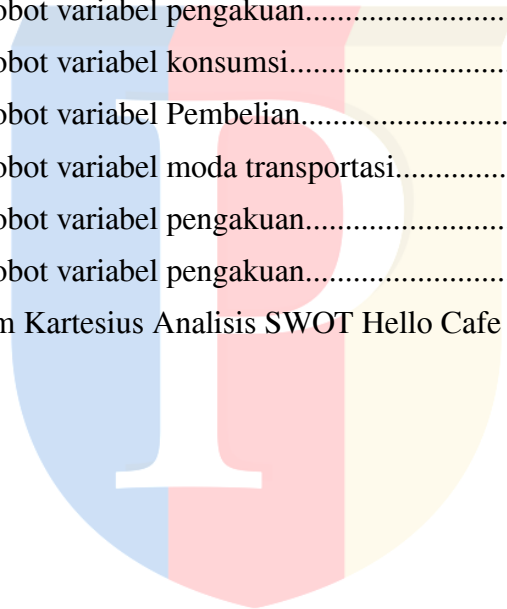 obot variabel pengakuan.......................
obot variabel konsumsi.........................
obot variabel Pembelian........................
obot variabel moda transportasi............
obot variabel pengakuan.......................
obot variabel pengakuan.......................
m Kartesius Analisis SWOT Hello Cafe
P